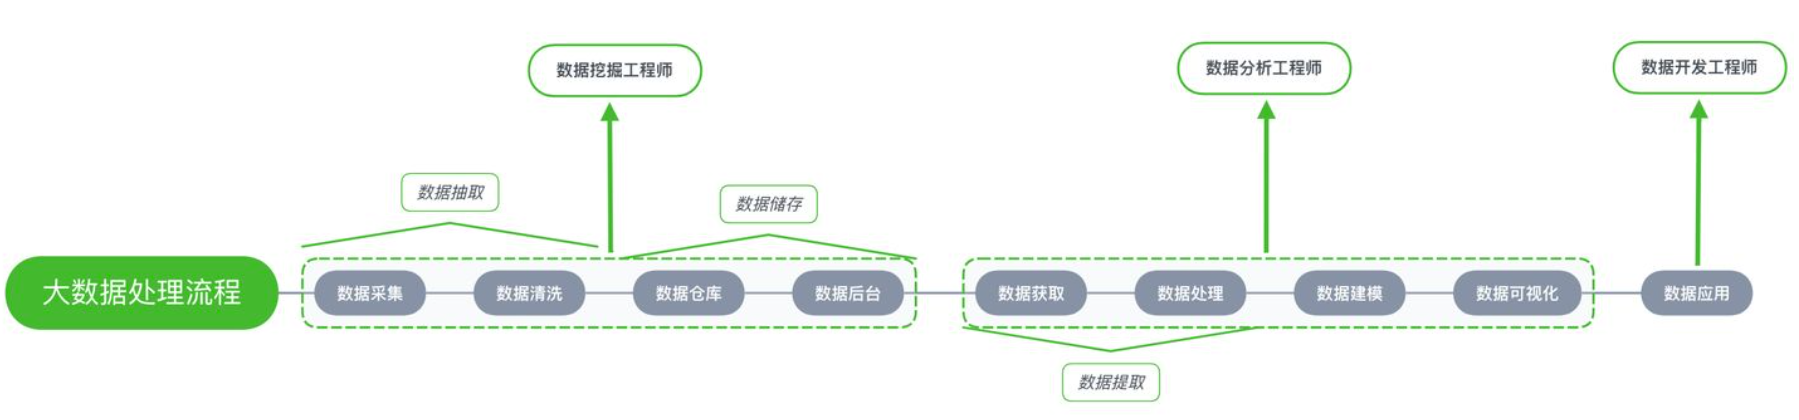 数据挖掘工程师
数据分析工程师
数据开发工程师
数据抽取
数据储存
大数据处理流程
数据采集
数据清洗
数据仓库
数据后台
数据获取
数据处理
数据建模
数据可视化
数据应用
数据提取